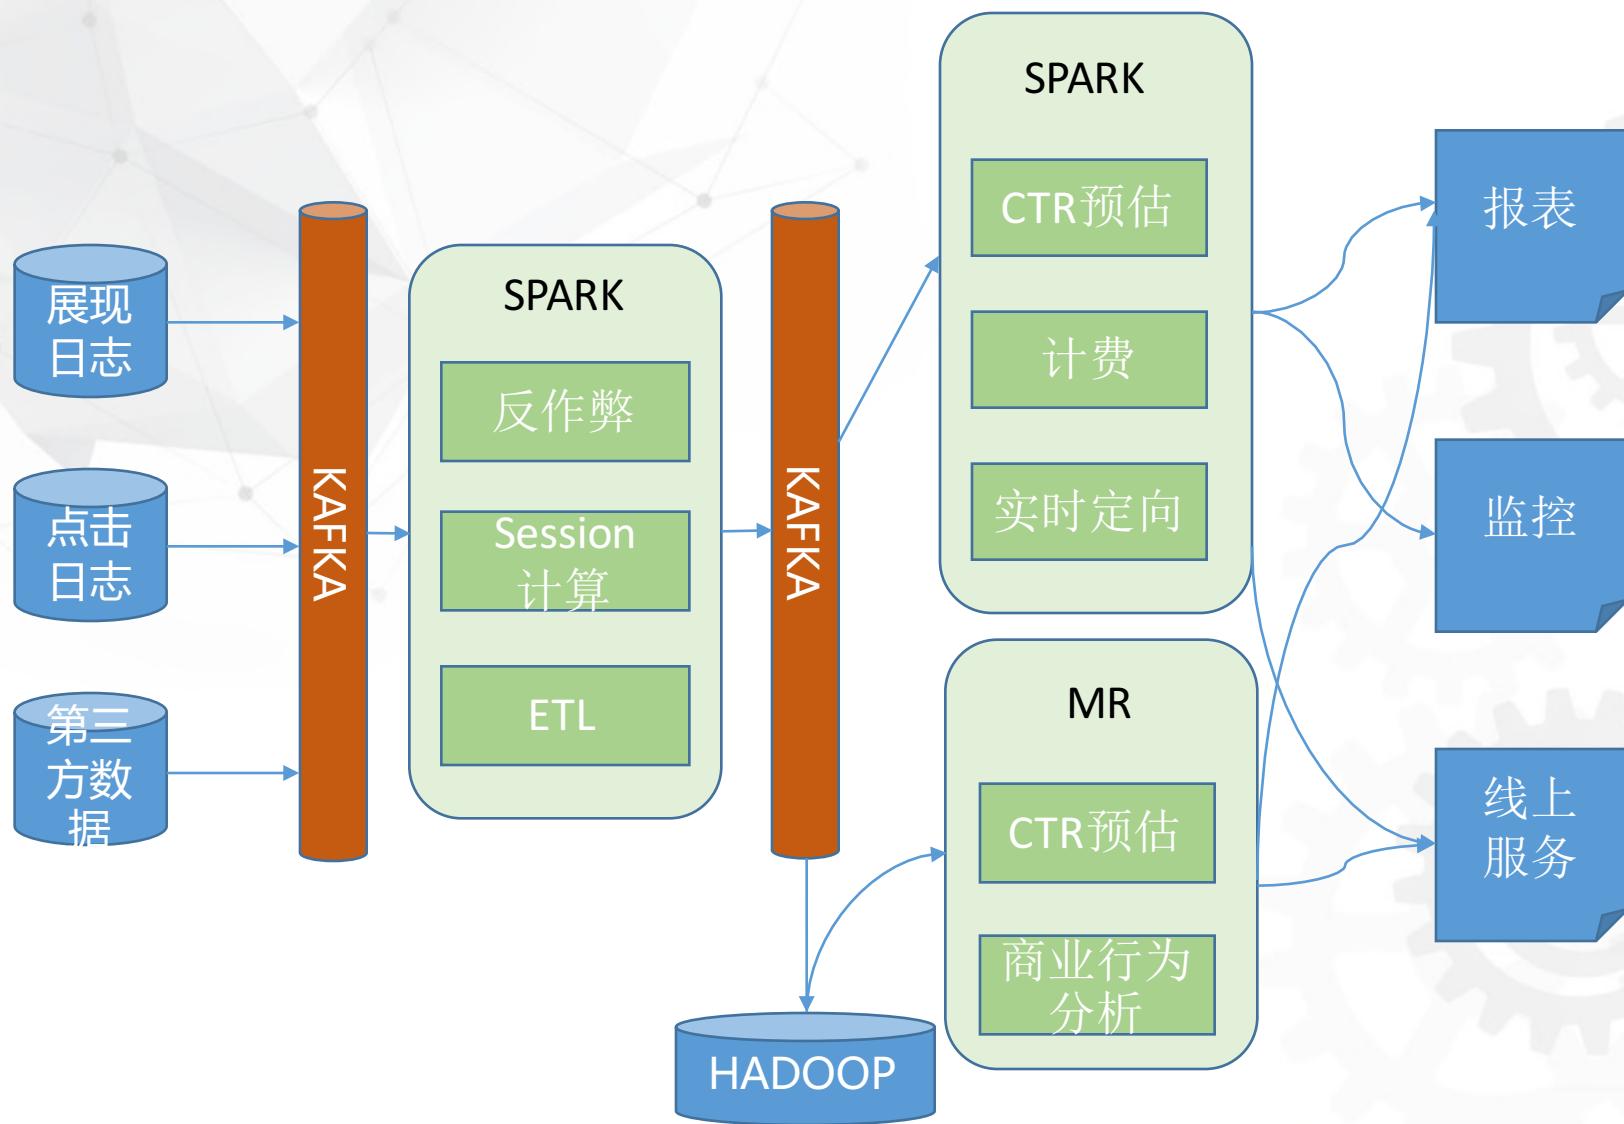 展现
日志
点击
日志
第三
方数
据
KAFKA
SPARK
反作弊
Session
计算
ETL
KAFKA
HADOOP
SPARK
CTR预估
计费
实时定向
MR
CTR预估
商业行为
分析
报表
监控
线上
服务